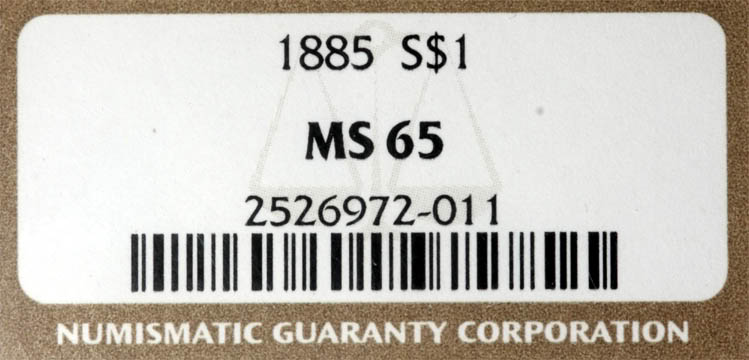 1885 S$1
MS 65
2526972-011
NUMISMATIC GUARANTY CORPORATION